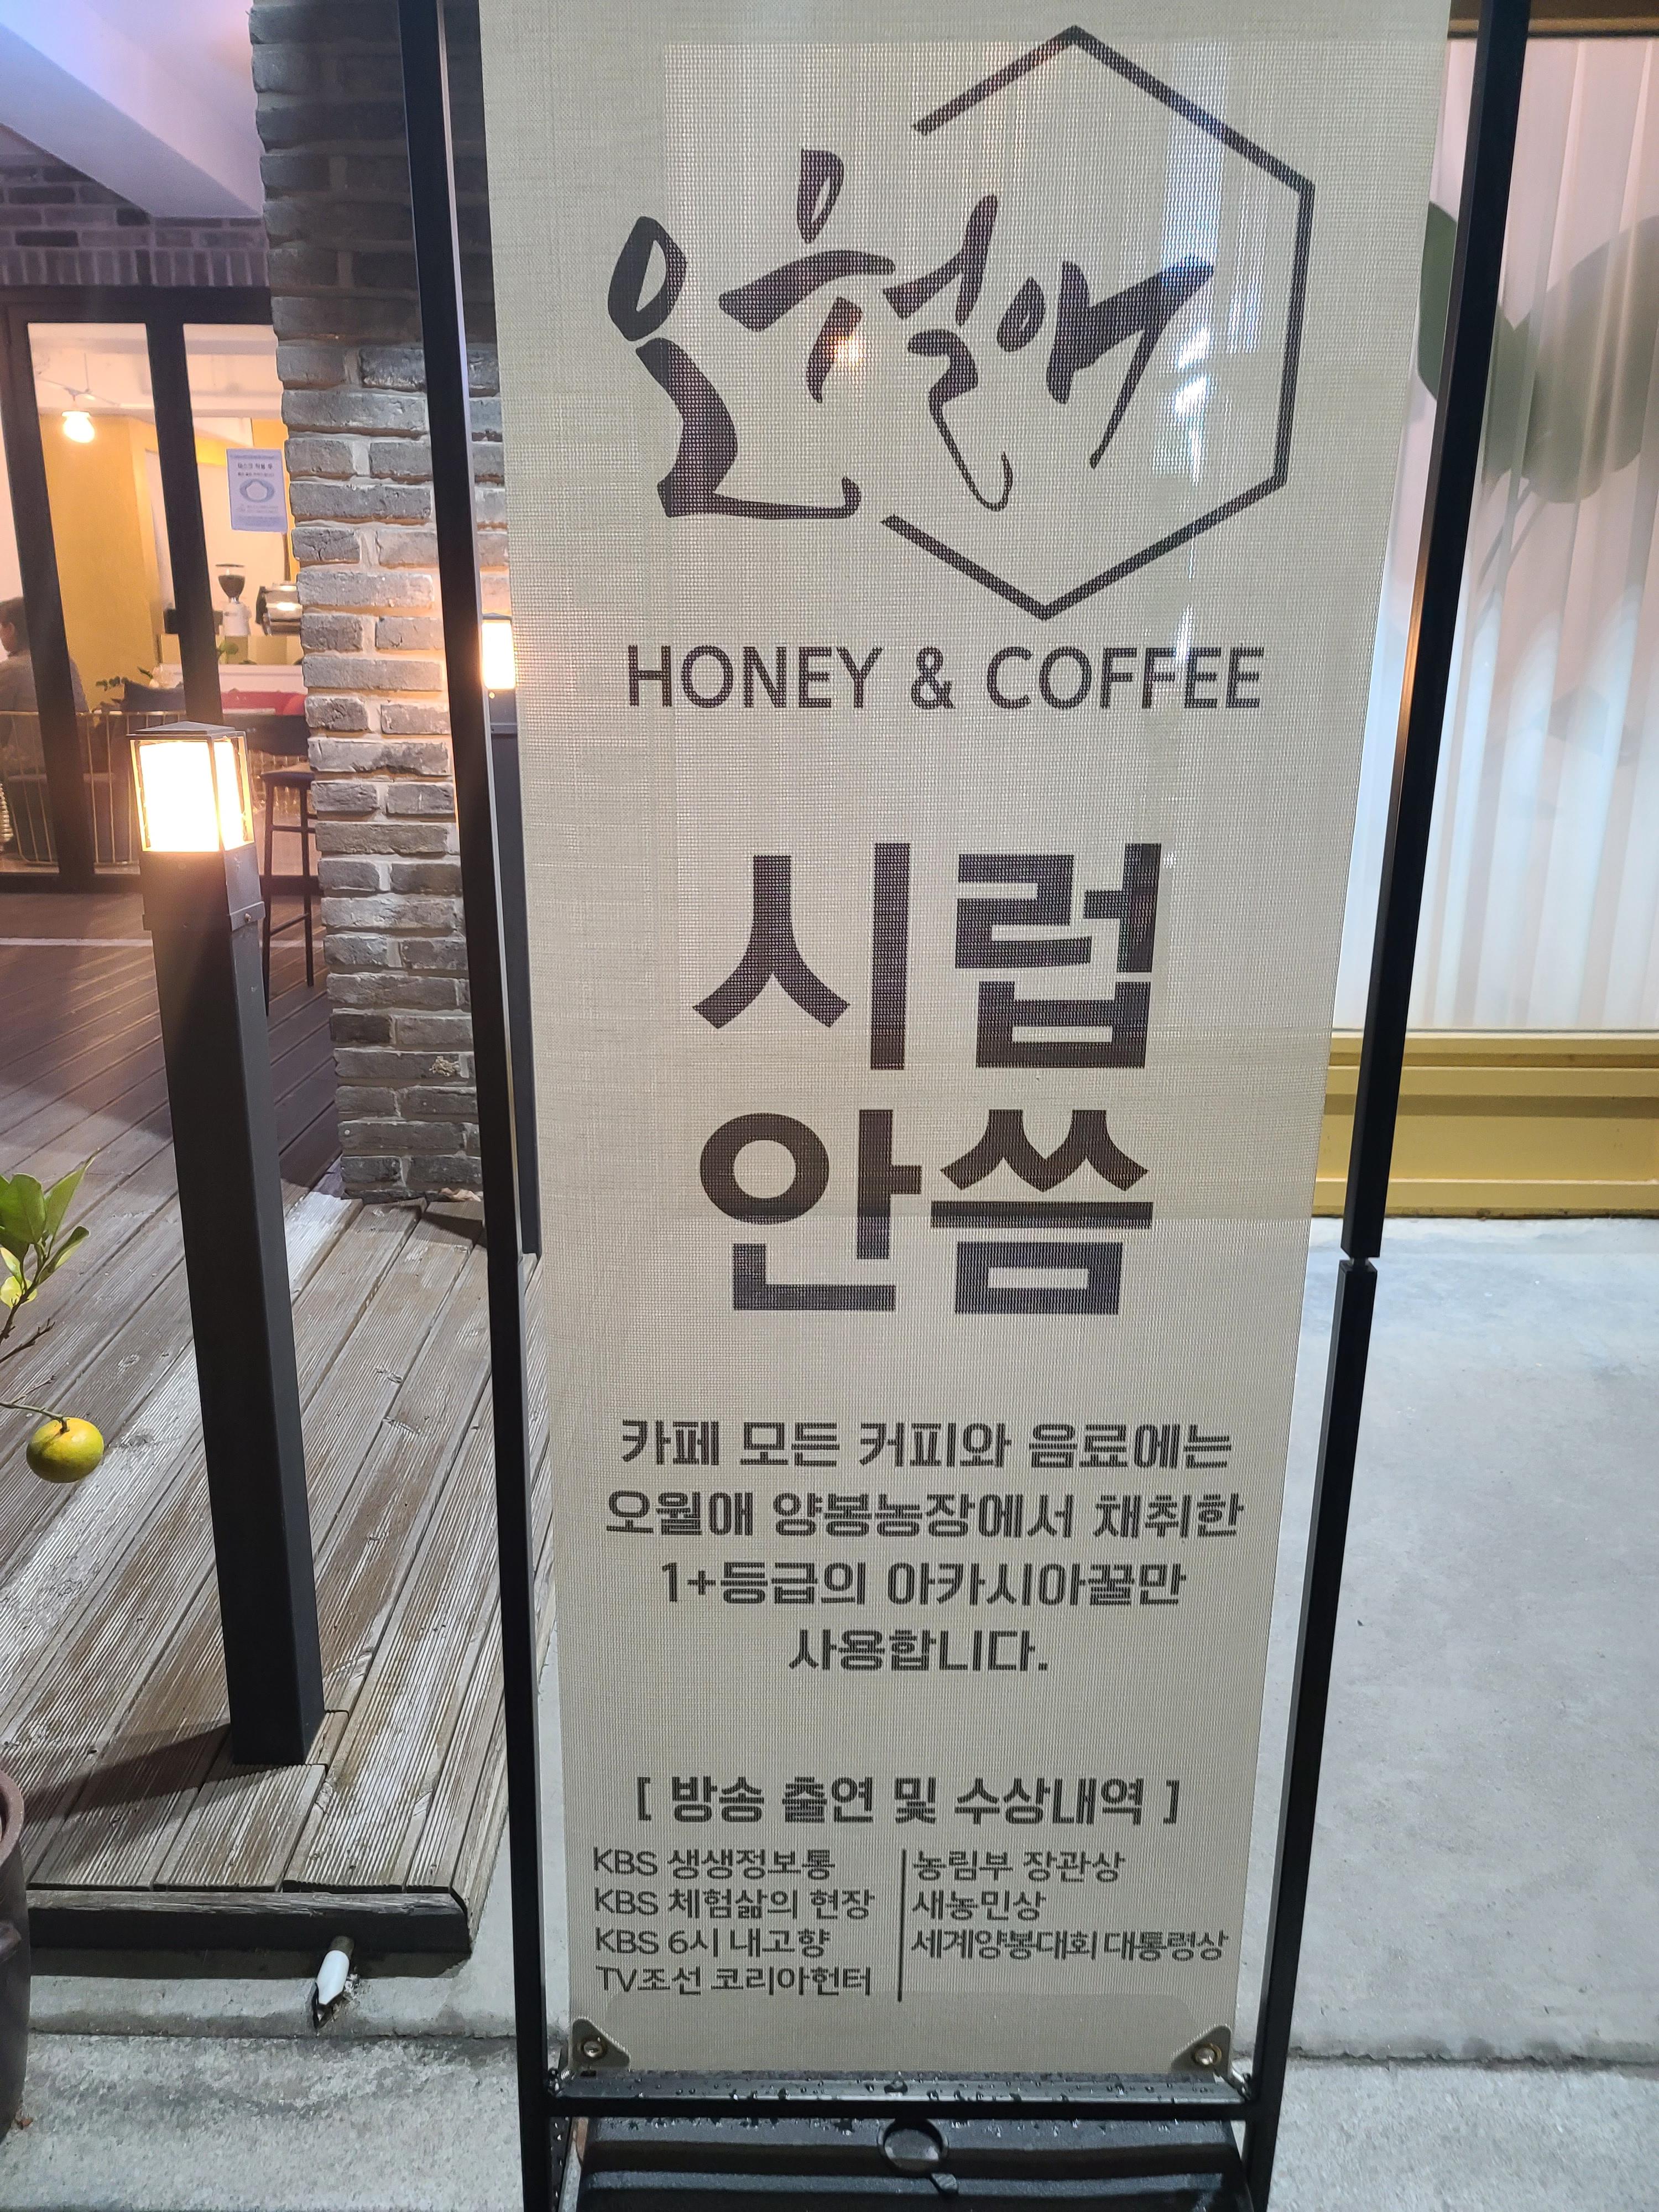 오월애
HONEY & COFFEE
시럽
안씀
카페 모든 커피와 음료에는
오월애 양봉농장에서 채취한
1+등급의 아카시아꿀만
사용합니다.
[ 방송 출연 및 수상내역 ]
KBS 생생정보통
KBS 체험삶의 현장
KBS 6시 내고향
TV조선 코리아헌터
농림부 장관상
새농민상
세계양봉대회 대통령상